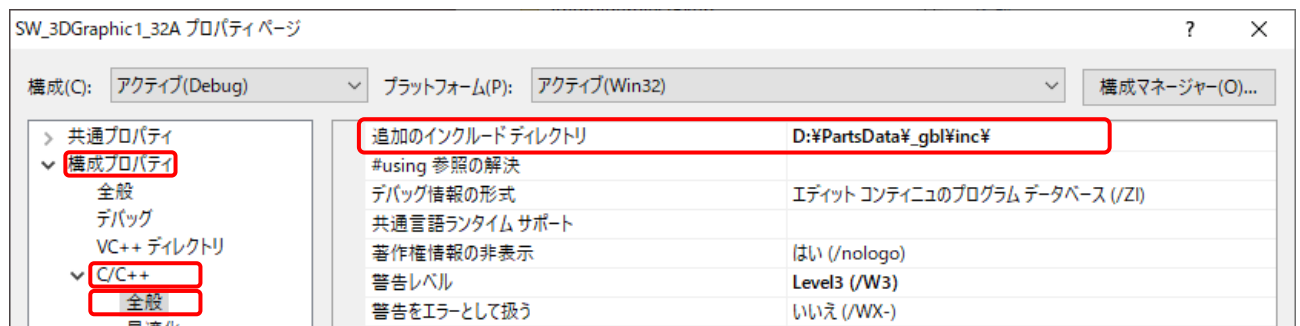 SW_3DGraphic1_32A プロパティ ページ ? ×
構成(C): アクティブ(Debug) プラットフォーム(P): アクティブ(Win32) 構成マネージャー(O)...
共通プロパティ
構成プロパティ
全般
デバッグ
VC++ ディレクトリ
C/C++
全般
最適化
追加のインクルード ディレクトリ D:¥PartsData¥_gbl¥inc¥
#using 参照の解決
デバッグ情報の形式 エディット コンティニュのプログラム データベース (/ZI)
共通言語ランタイム サポート
著作権情報の非表示 はい (/nologo)
警告レベル Level3 (/W3)
警告をエラーとして扱う いいえ (/WX-)